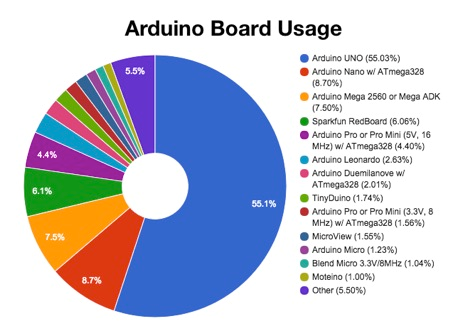 Arduino Board Usage
5.5%
4.4%
6.1%
7.5%
8.7%
55.1%
Arduino UNO (55.03%)
Arduino Nano w/ ATmega328
(8.70%)
Arduino Mega 2560 or Mega ADK
(7.50%)
Sparkfun RedBoard (6.06%)
Arduino Pro or Pro Mini (5V, 16
MHz) w/ ATmega328 (4.40%)
Arduino Leonardo (2.63%)
Arduino Duemilanove w/
ATmega328 (2.01%)
TinyDuino (1.74%)
Arduino Pro or Pro Mini (3.3V, 8
MHz) w/ ATmega328 (1.56%)
MicroView (1.55%)
Arduino Micro (1.23%)
Blend Micro 3.3V/8MHz (1.04%)
Moteino (1.00%)
Other (5.50%)